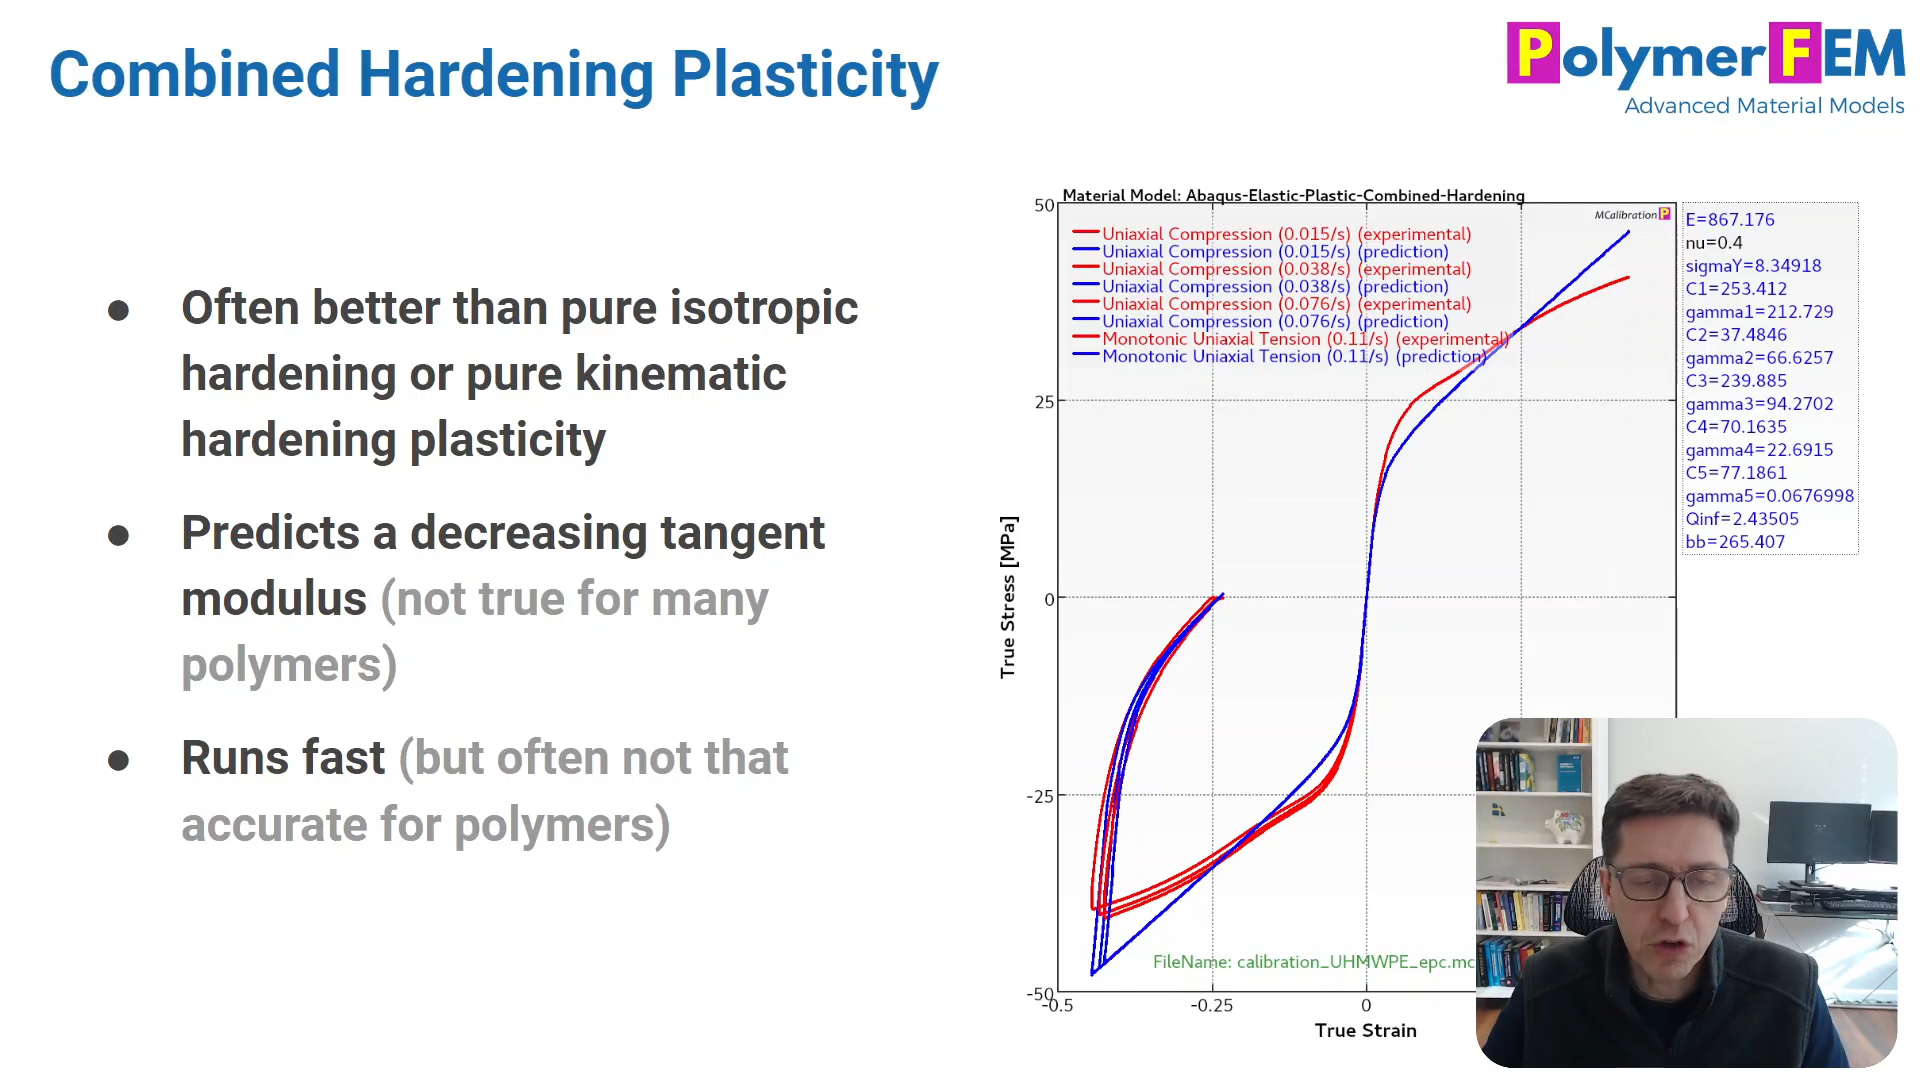 Combined Hardening Plasticity
PolymerFEM
Advanced Material Models
● Often better than pure isotropic
hardening or pure kinematic
hardening plasticity
● Predicts a decreasing tangent
modulus (not true for many
polymers)
● Runs fast (but often not that
accurate for polymers)
Material Model: Abaqus-Elastic-Plastic-Combined-Hardening
MCalibration P
Uniaxial Compression (0.015/s) (experimental)
Uniaxial Compression (0.015/s) (prediction)
Uniaxial Compression (0.038/s) (experimental)
Uniaxial Compression (0.038/s) (prediction)
Uniaxial Compression (0.076/s) (experimental)
Uniaxial Compression (0.076/s) (prediction)
Monotonic Uniaxial Tension (0.11/s) (experimental)
Monotonic Uniaxial Tension (0.11/s) (prediction)
E=867.176
nu=0.4
sigmaY=8.34918
C1=253.412
gamma1=212.729
C2=37.4846
gamma2=66.6257
C3=239.885
gamma3=94.2702
C4=70.1635
gamma4=22.6915
C5=77.1861
gamma5=0.0676998
Qinf=2.43505
bb=265.407
50
25
0
-25
-50
True Stress [MPa]
FileName: calibration_UHMWPE_epc.mc
-0.5
-0.25
0
True Strain